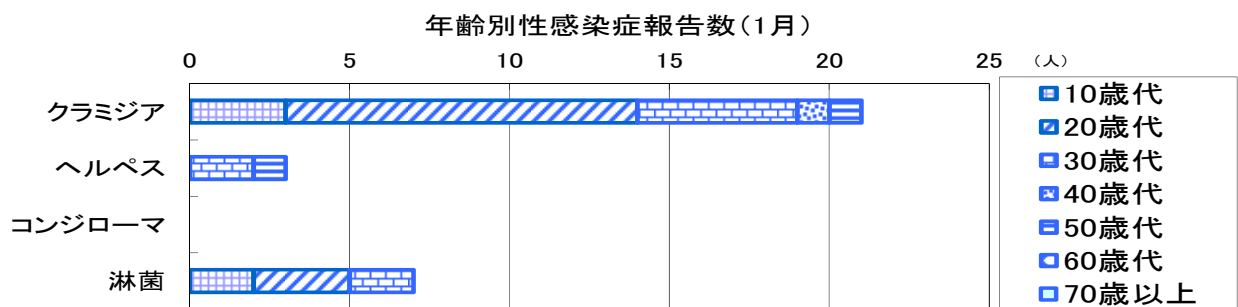 年齢別性感染症報告数(1月)
0 5 10 15 20 25 (人)
クラミジア
ヘルペス
コンジローマ
淋菌
10歳代
20歳代
30歳代
40歳代
50歳代
60歳代
70歳以上